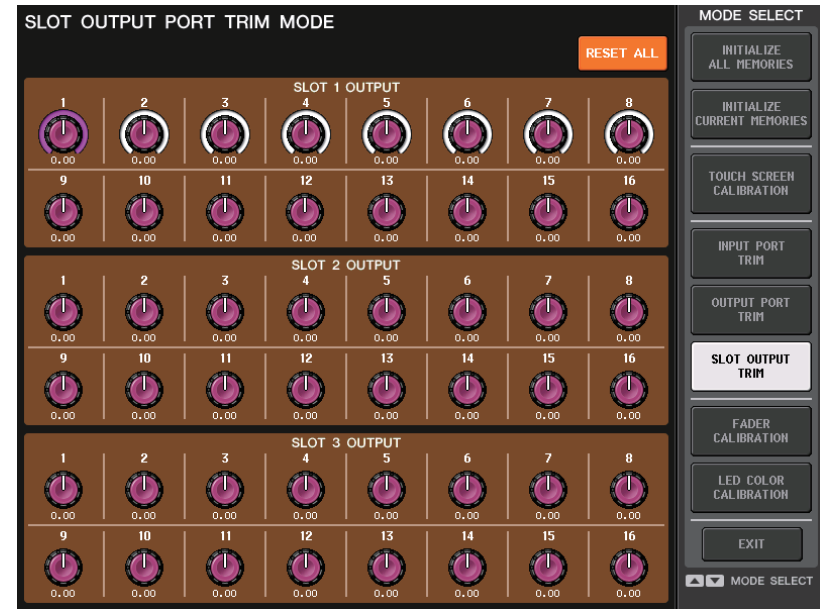 SLOT OUTPUT PORT TRIM MODE
RESET ALL
SLOT 1 OUTPUT
1 2 3 4 5 6 7 8
0.00 0.00 0.00 0.00 0.00 0.00 0.00 0.00
9 10 11 12 13 14 15 16
0.00 0.00 0.00 0.00 0.00 0.00 0.00 0.00
SLOT 2 OUTPUT
1 2 3 4 5 6 7 8
0.00 0.00 0.00 0.00 0.00 0.00 0.00 0.00
9 10 11 12 13 14 15 16
0.00 0.00 0.00 0.00 0.00 0.00 0.00 0.00
SLOT 3 OUTPUT
1 2 3 4 5 6 7 8
0.00 0.00 0.00 0.00 0.00 0.00 0.00 0.00
9 10 11 12 13 14 15 16
0.00 0.00 0.00 0.00 0.00 0.00 0.00 0.00
MODE SELECT
INITIALIZE
ALL MEMORIES
INITIALIZE
CURRENT MEMORIES
TOUCH SCREEN
CALIBRATION
INPUT PORT
TRIM
OUTPUT PORT
TRIM
SLOT OUTPUT
TRIM
FADER
CALIBRATION
LED COLOR
CALIBRATION
EXIT
MODE SELECT